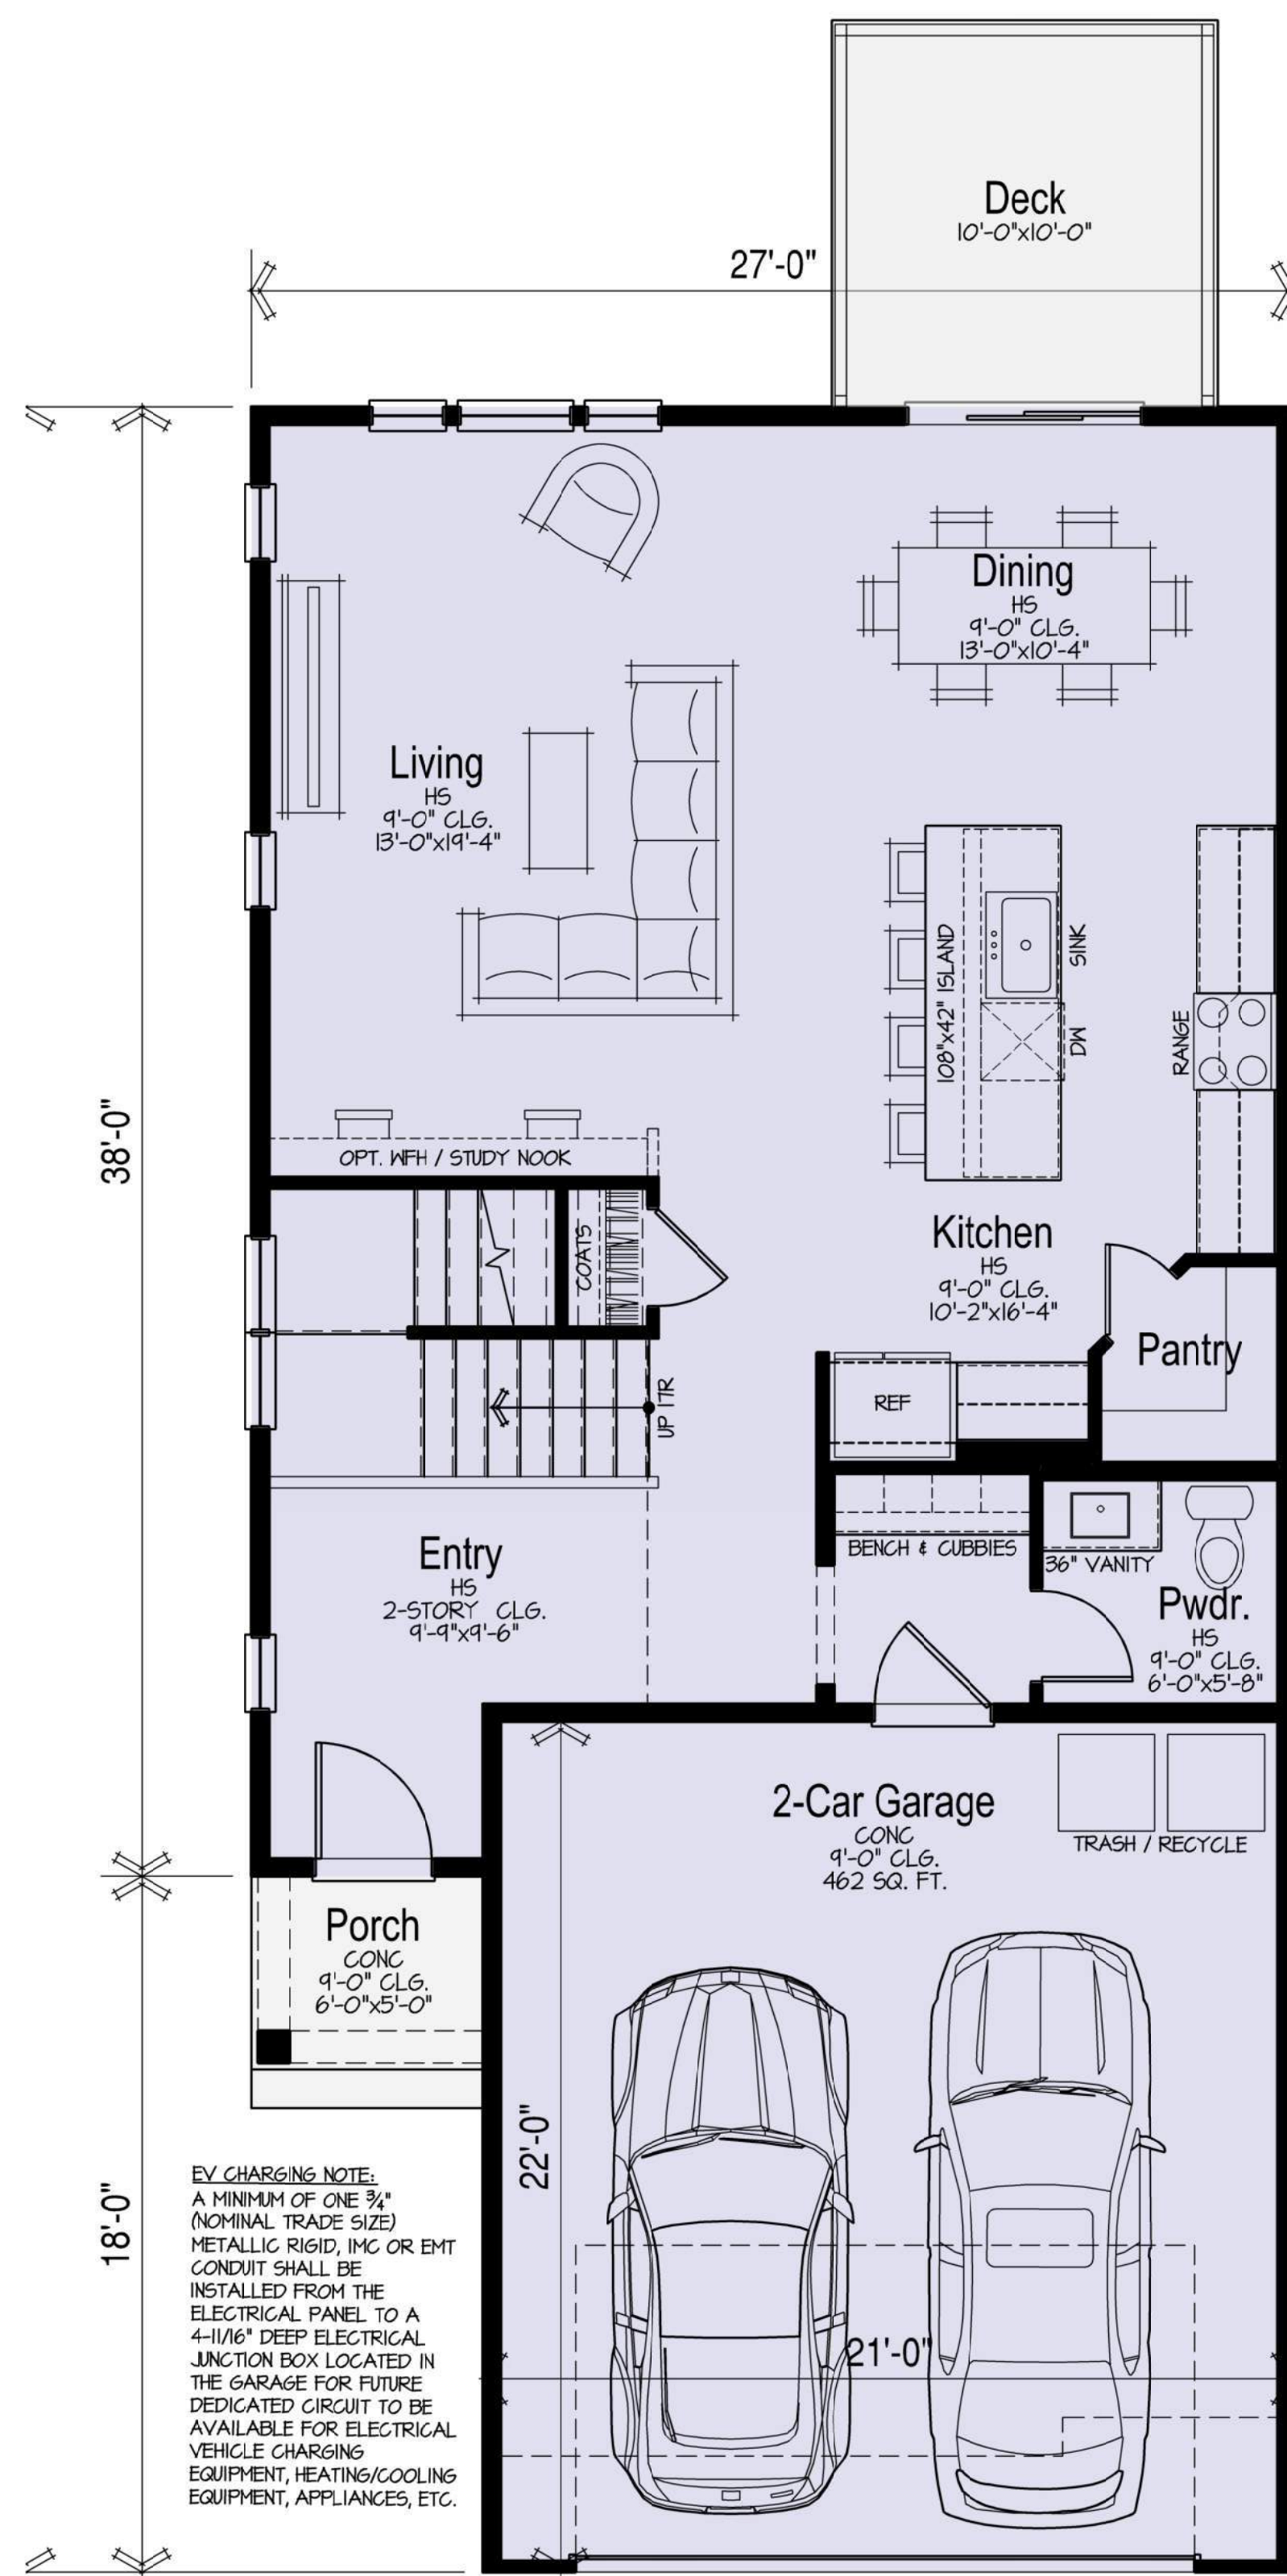 Deck
10'-0"x10'-0"
27'-0"
Dining
HS
9'-0" CLG.
13'-0"x10'-4"
Living
HS
9'-0" CLG.
13'-0"x19'-4"
108"x42" ISLAND
SINK
DW
RANGE
38'-0"
OPT. WFH / STUDY NOOK
COATS
Kitchen
HS
9'-0" CLG.
10'-2"x16'-4"
Pantry
REF
UP 17R
Entry
HS
2-STORY CLG.
9'-9"x9'-6"
BENCH & CUBBIES
36" VANITY
Pwdr.
HS
9'-0" CLG.
6'-0"x5'-8"
2-Car Garage
CONC
9'-0" CLG.
462 SQ. FT.
TRASH / RECYCLE
Porch
CONC
9'-0" CLG.
6'-0"x5'-0"
22'-0"
18'-0"
21'-0"
EV CHARGING NOTE:
A MINIMUM OF ONE ¾"
(NOMINAL TRADE SIZE)
METALLIC RIGID, IMC OR EMT
CONDUIT SHALL BE
INSTALLED FROM THE
ELECTRICAL PANEL TO A
4-11/16" DEEP ELECTRICAL
JUNCTION BOX LOCATED IN
THE GARAGE FOR FUTURE
DEDICATED CIRCUIT TO BE
AVAILABLE FOR ELECTRICAL
VEHICLE CHARGING
EQUIPMENT, HEATING/COOLING
EQUIPMENT, APPLIANCES, ETC.